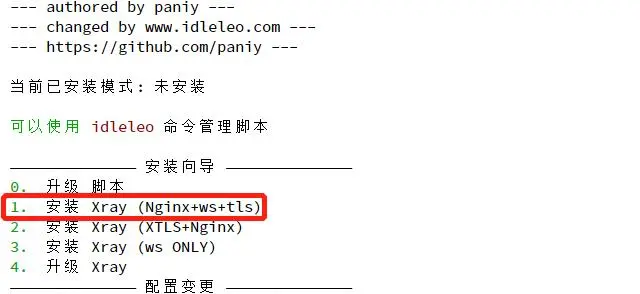 --- authored by paniy ---
--- changed by www.idleleo.com ---
--- https://github.com/paniy ---
当前已安装模式: 未安装
可以使用 idleleo 命令管理脚本
—————————————— 安装向导 ——————————————
0. 升级 脚本
1. 安装 Xray (Nginx+ws+tls)
2. 安装 Xray (XTLS+Nginx)
3. 安装 Xray (ws ONLY)
4. 升级 Xray
—————————————— 配置变更 ——————————————